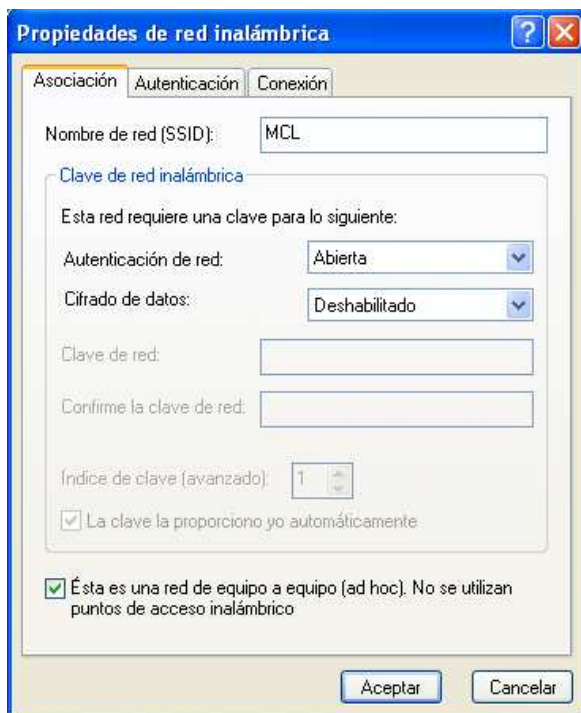 Propiedades de red inalámbrica
Asociación Autenticación Conexión
Nombre de red (SSID): MCL
Clave de red inalámbrica
Esta red requiere una clave para lo siguiente:
Autenticación de red: Abierta
Cifrado de datos: Deshabilitado
Clave de red:
Confirme la clave de red:
Índice de clave (avanzado): 1
La clave la proporciono yo automáticamente
Ésta es una red de equipo a equipo (ad hoc). No se utilizan
puntos de acceso inalámbrico
Aceptar Cancelar